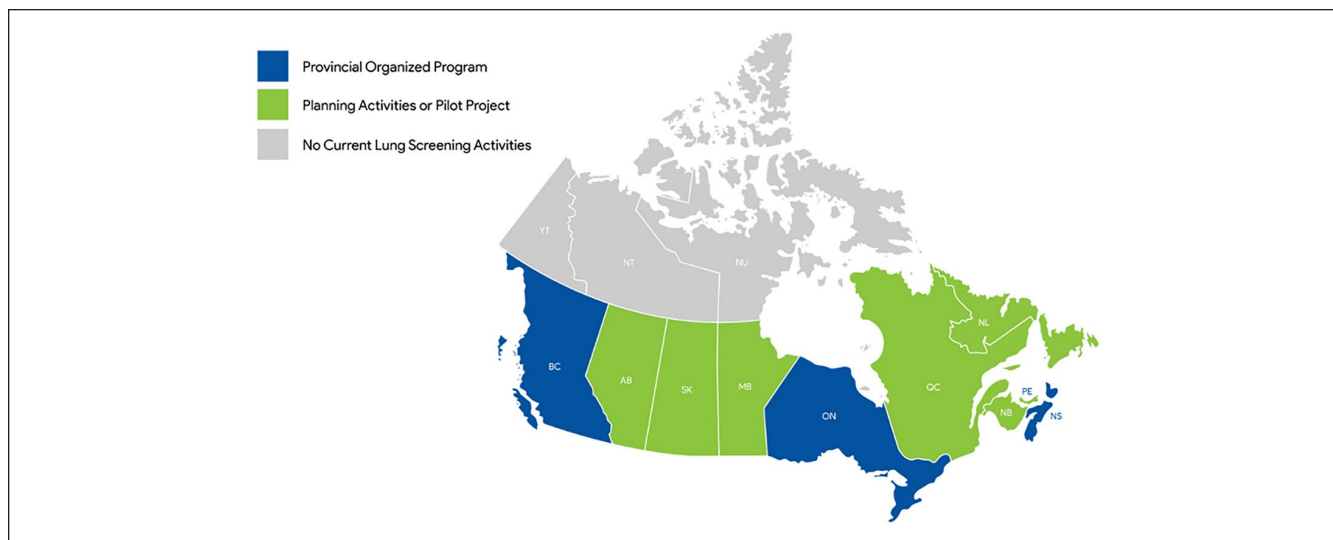 Provincial Organized Program
Planning Activities or Pilot Project
No Current Lung Screening Activities
YT
NT
NU
BC
AB
SK
MB
ON
QC
NL
PE
NB
NS